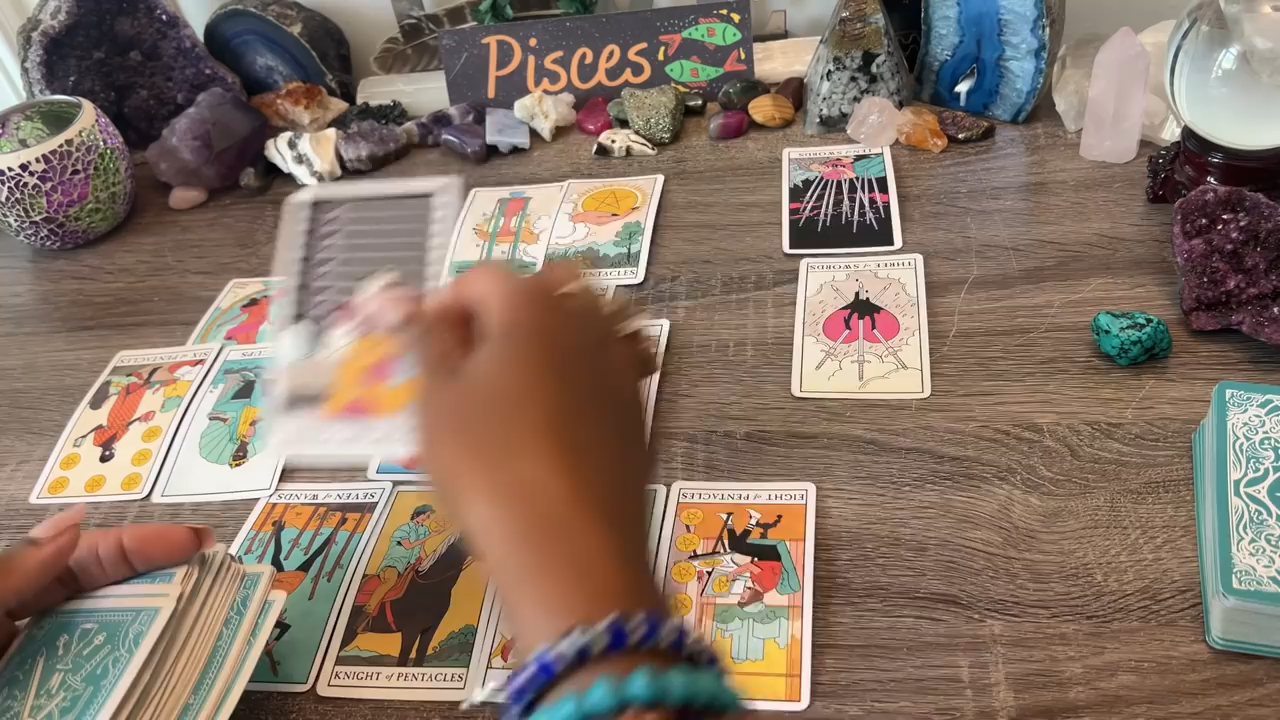 Pisces
TEN of SWORDS
THREE of SWORDS
PENTACLES
SIX of PENTACLES
CUPS
SEVEN of WANDS
EIGHT of PENTACLES
KNIGHT of PENTACLES